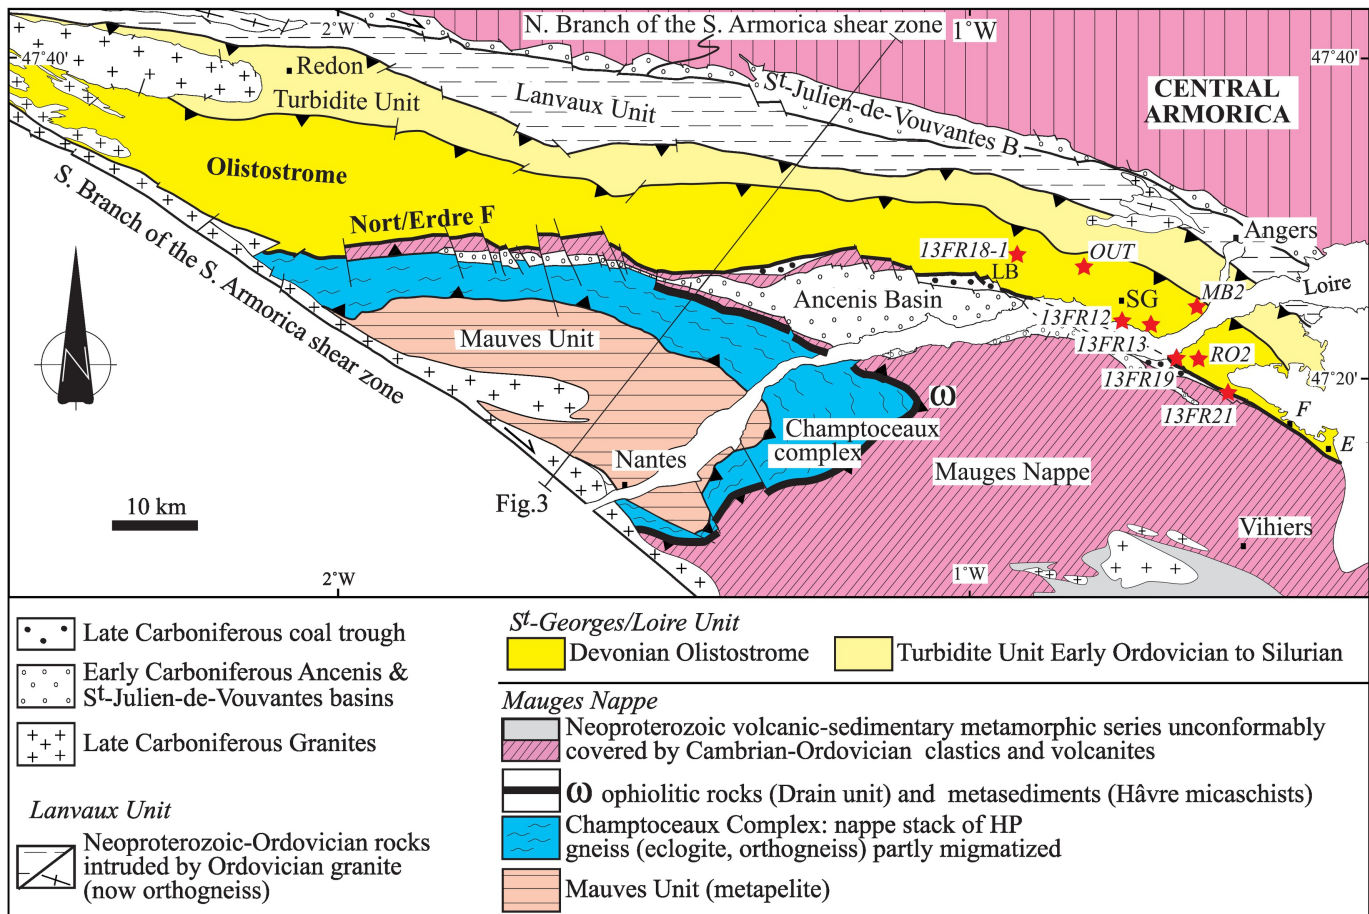 N. Branch of the S. Armorica shear zone
2°W
1°W
47°40'
47°40'
Redon
Turbidite Unit
Lanvaux Unit
St-Julien-de-Vouvantes B.
CENTRAL
ARMORICA
Olistostrome
S. Branch of the S. Armorica shear zone
Nort/Erdre F
13FR18-1
OUT
Angers
LB
Loire
Ancenis Basin
SG
MB2
13FR12
Mauves Unit
13FR13
RO2
13FR19
47°20'
N
ω
13FR21
F
Champtoceaux
complex
E
Nantes
Mauges Nappe
Fig.3
10 km
Vihiers
2°W
1°W
Late Carboniferous coal trough
Early Carboniferous Ancenis &
St-Julien-de-Vouvantes basins
Late Carboniferous Granites
Lanvaux Unit
Neoproterozoic-Ordovician rocks
intruded by Ordovician granite
(now orthogneiss)
St-Georges/Loire Unit
Devonian Olistostrome
Turbidite Unit Early Ordovician to Silurian
Mauges Nappe
Neoproterozoic volcanic-sedimentary metamorphic series unconformably
covered by Cambrian-Ordovician clastics and volcanites
ω ophiolitic rocks (Drain unit) and metasediments (Hâvre micaschists)
Champtoceaux Complex: nappe stack of HP
gneiss (eclogite, orthogneiss) partly migmatized
Mauves Unit (metapelite)